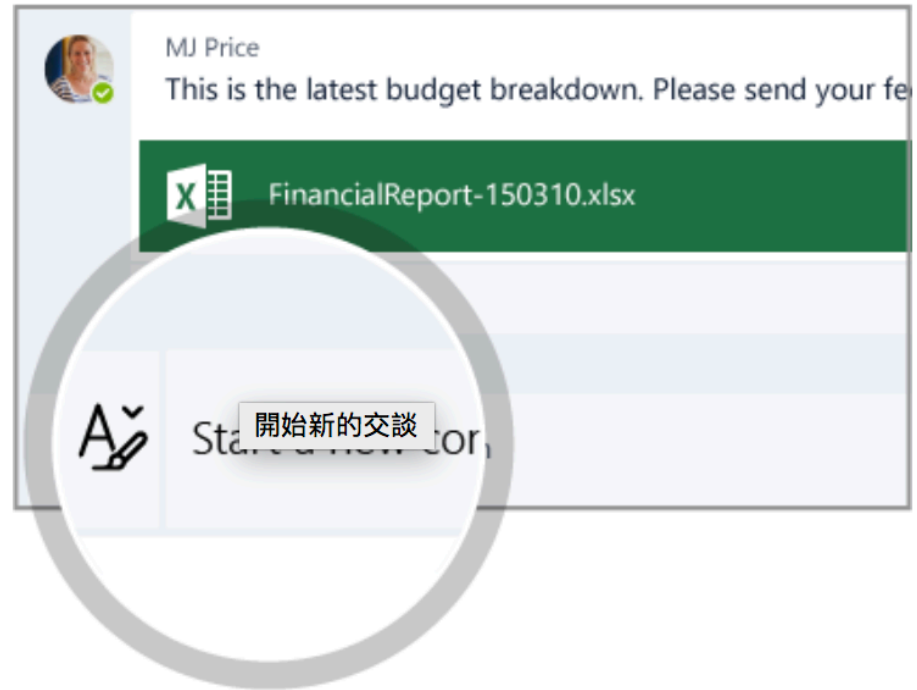 MJ Price
This is the latest budget breakdown. Please send your
FinancialReport-150310.xlsx
開始新的交談